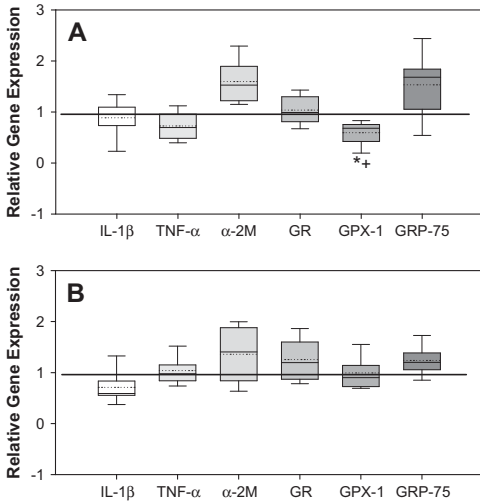 A
Relative Gene Expression
3
2
1
0
-1
*+
IL-1β TNF-α α-2M GR GPX-1 GRP-75
B
Relative Gene Expression
3
2
1
0
-1
IL-1β TNF-α α-2M GR GPX-1 GRP-75